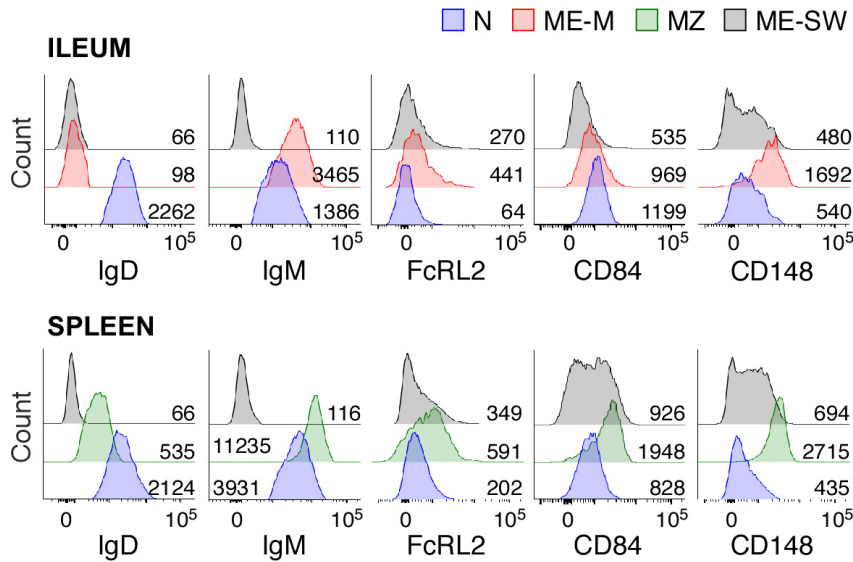 N ME-M MZ ME-SW
ILEUM
Count
66 110 270 535 480
98 3465 441 969 1692
2262 1386 64 1199 540
0 10⁵ 0 10⁵ 0 10⁵ 0 10⁵ 0 10⁵
IgD IgM FcRL2 CD84 CD148
SPLEEN
Count
66 116 349 926 694
535 11235 591 1948 2715
2124 3931 202 828 435
0 10⁵ 0 10⁵ 0 10⁵ 0 10⁵ 0 10⁵
IgD IgM FcRL2 CD84 CD148